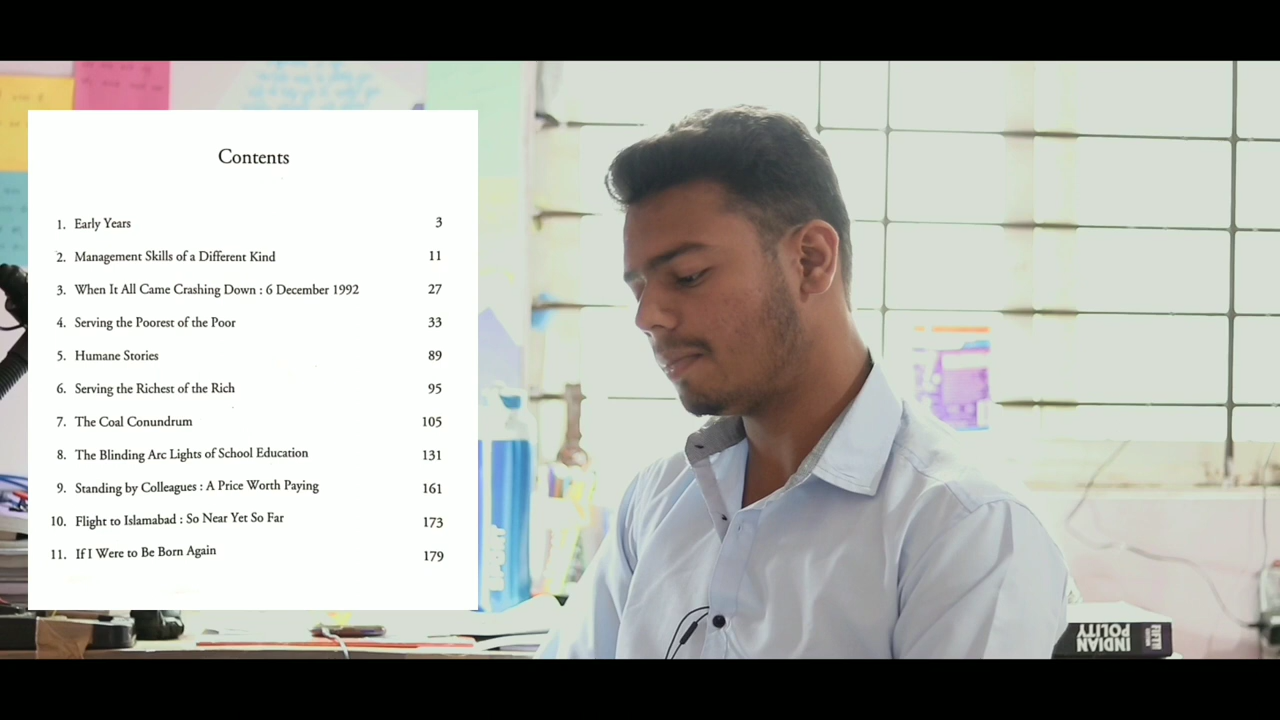 Contents
1. Early Years 3
2. Management Skills of a Different Kind 11
3. When It All Came Crashing Down : 6 December 1992 27
4. Serving the Poorest of the Poor 33
5. Humane Stories 89
6. Serving the Richest of the Rich 95
7. The Coal Conundrum 105
8. The Blinding Arc Lights of School Education 131
9. Standing by Colleagues : A Price Worth Paying 161
10. Flight to Islamabad : So Near Yet So Far 173
11. If I Were to Be Born Again 179
SPORT
INDIAN
POLITY
FIFTH